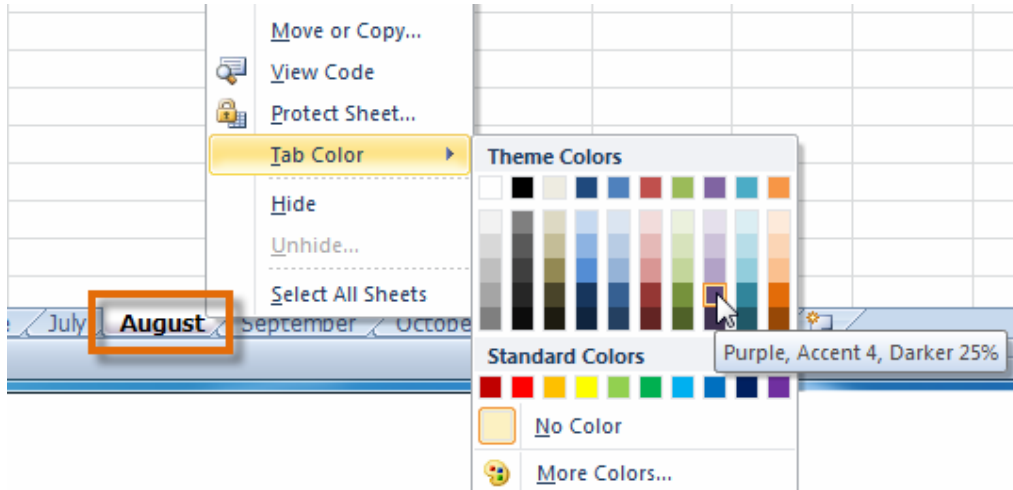 Move or Copy...
View Code
Protect Sheet...
Tab Color
Theme Colors
Hide
Unhide...
Select All Sheets
July August September Octobe
Purple, Accent 4, Darker 25%
Standard Colors
No Color
More Colors...